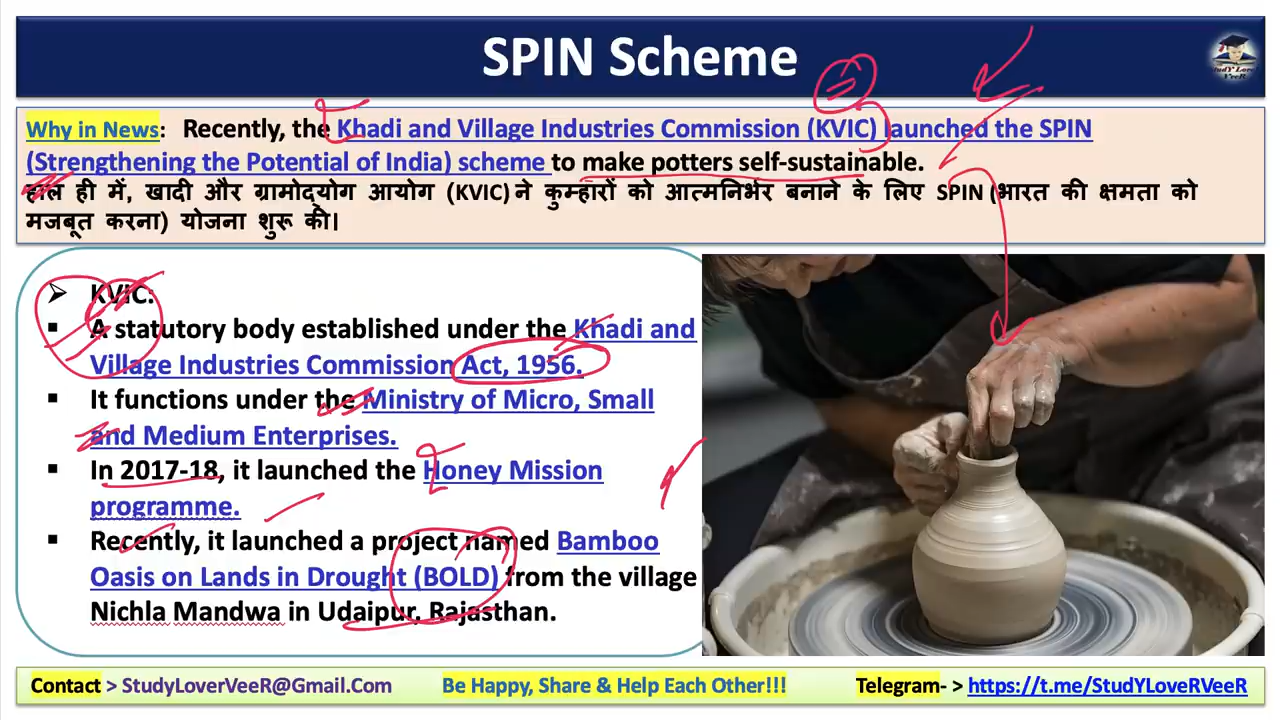 SPIN Scheme
StudY LoveR
VeeR
Why in News: Recently, the Khadi and Village Industries Commission (KVIC) launched the SPIN
(Strengthening the Potential of India) scheme to make potters self-sustainable.
हाल ही में, खादी और ग्रामोद्योग आयोग (KVIC) ने कुम्हारों को आत्मनिर्भर बनाने के लिए SPIN (भारत की क्षमता को
मजबूत करना) योजना शुरू की।
KVIC:
A statutory body established under the Khadi and
Village Industries Commission Act, 1956.
It functions under the Ministry of Micro, Small
and Medium Enterprises.
In 2017-18, it launched the Honey Mission
programme.
Recently, it launched a project named Bamboo
Oasis on Lands in Drought (BOLD) from the village
Nichla Mandwa in Udaipur, Rajasthan.
Contact > StudyLoverVeeR@Gmail.Com Be Happy, Share & Help Each Other!!! Telegram- > https://t.me/StudYLoveRVeeR